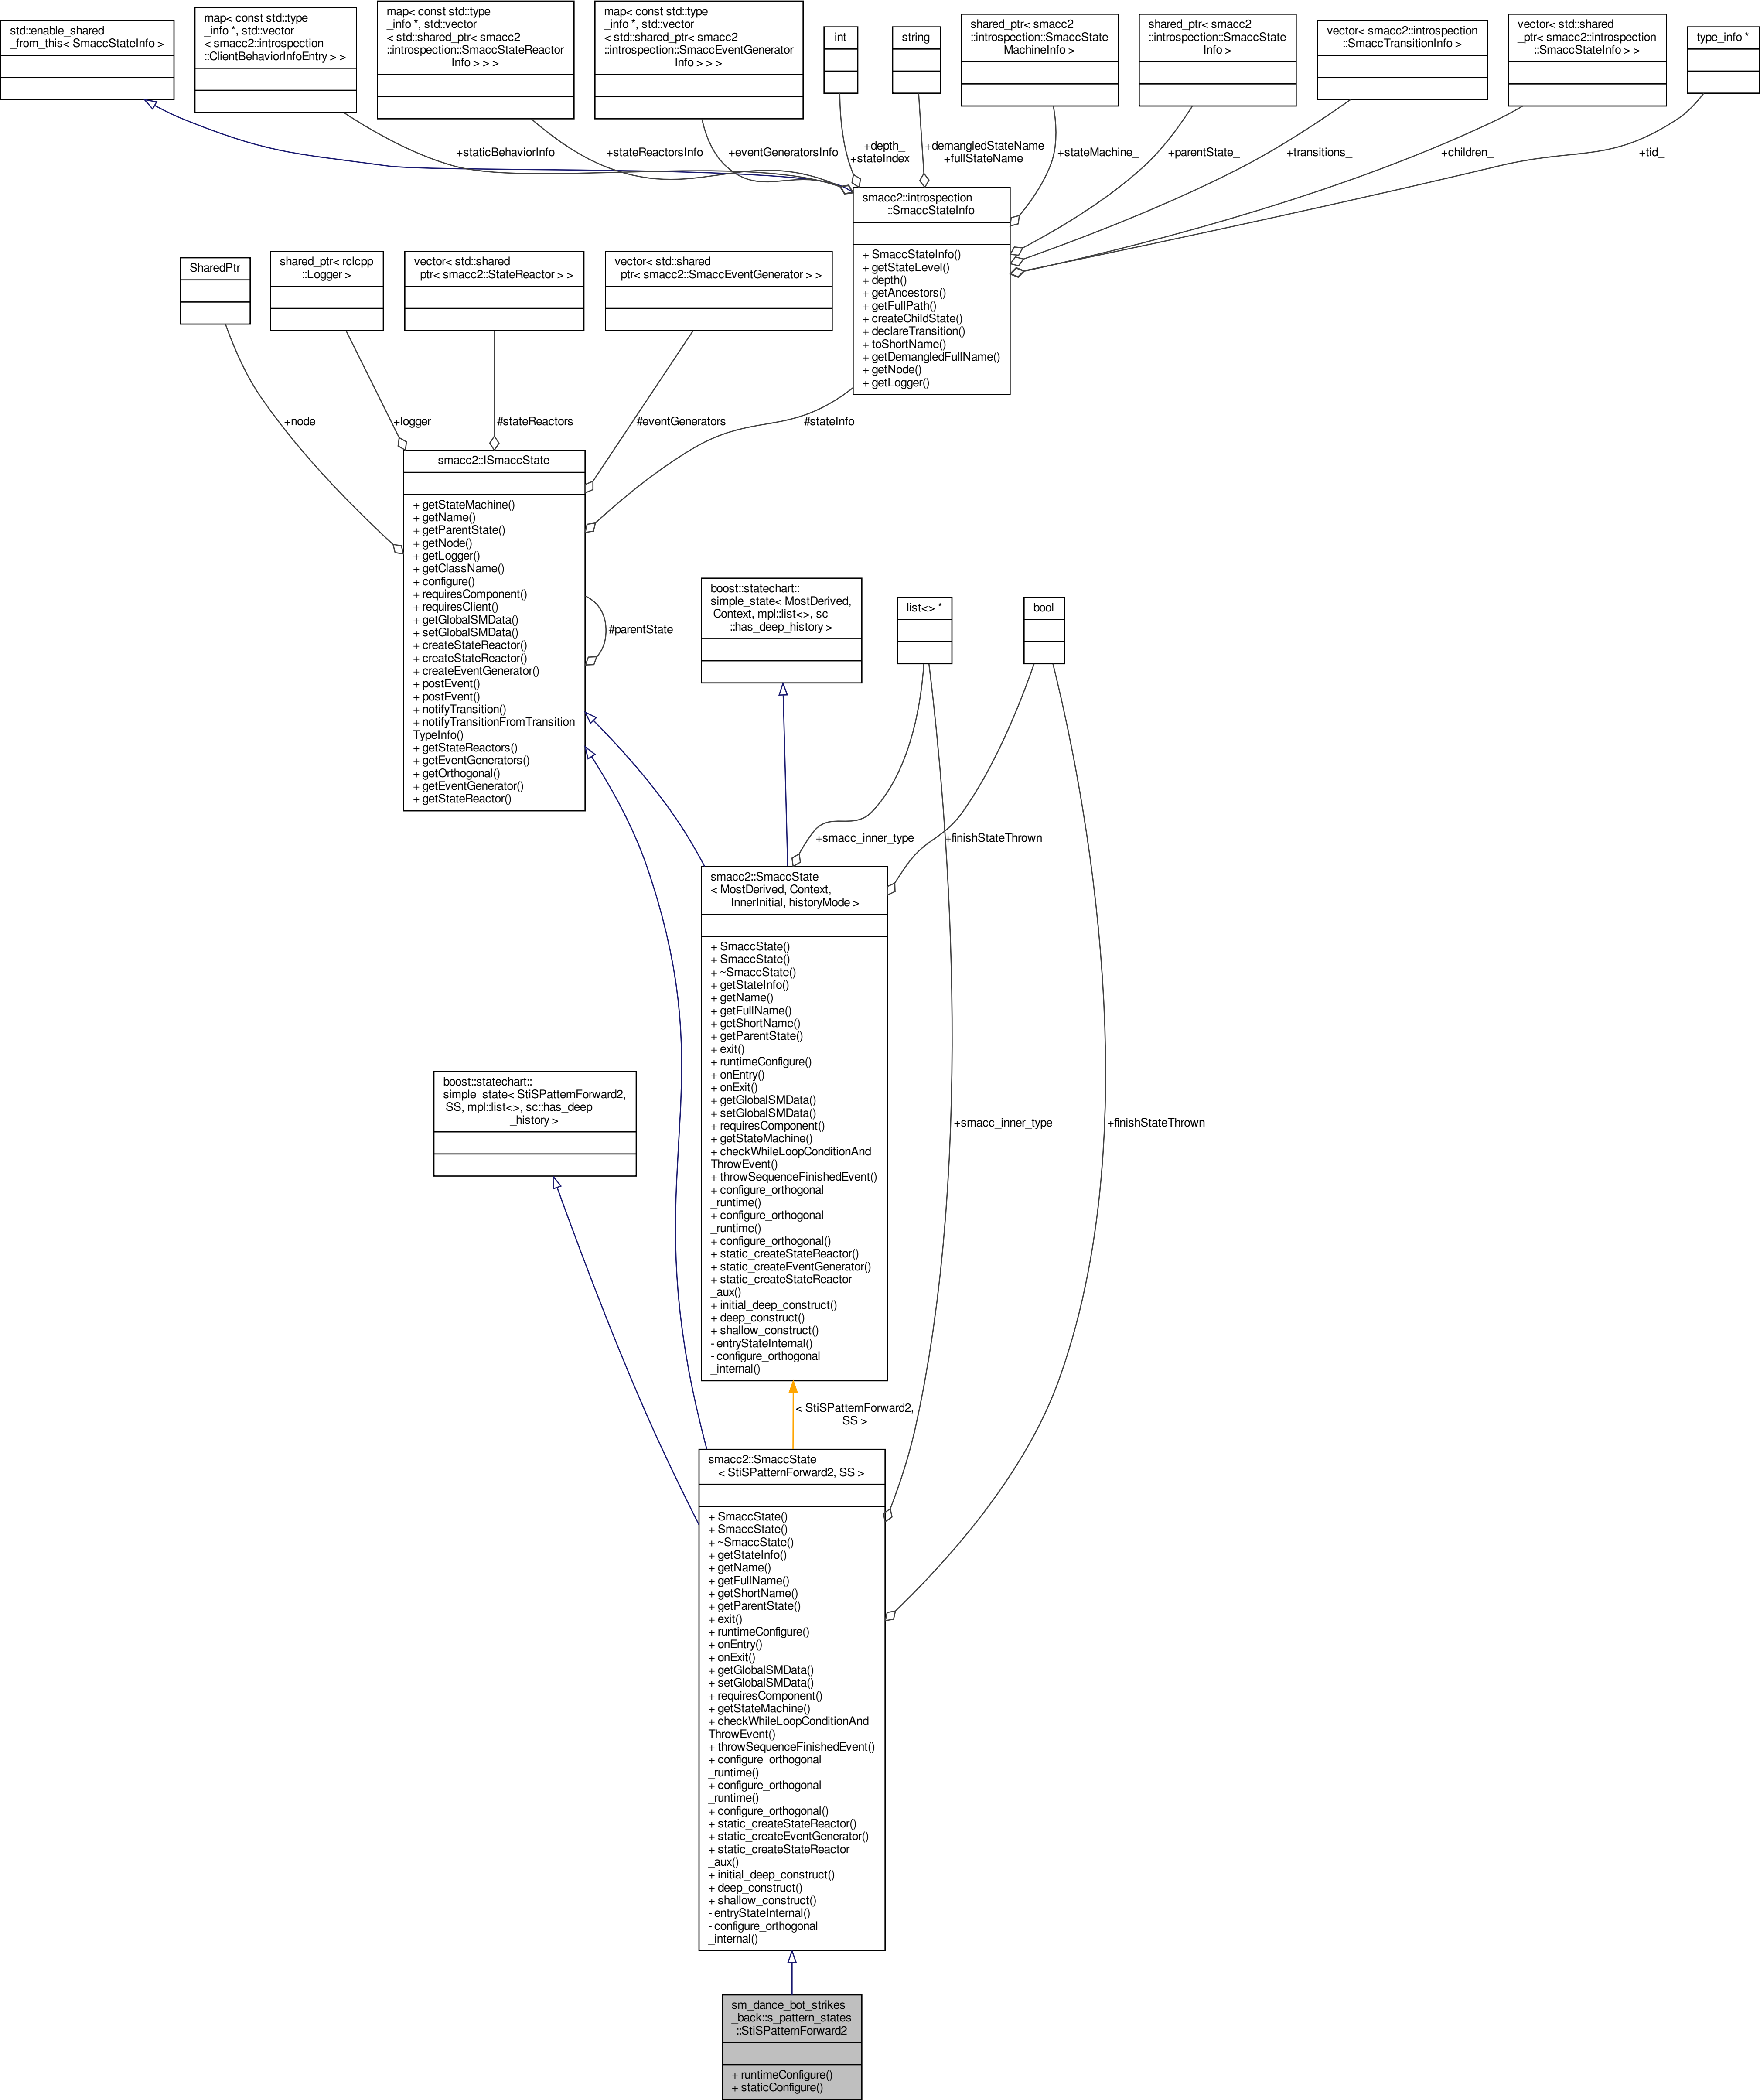 std::enable_shared
_from_this< SmaccStateInfo >
map< const std::type
_info *, std::vector
< smacc2::introspection
::ClientBehaviorInfoEntry > >
map< const std::type
_info *, std::vector
< std::shared_ptr< smacc2
::introspection::SmaccStateReactor
Info > > >
map< const std::type
_info *, std::vector
< std::shared_ptr< smacc2
::introspection::SmaccEventGenerator
Info > > >
int
string
shared_ptr< smacc2
::introspection::SmaccState
MachineInfo >
shared_ptr< smacc2
::introspection::SmaccState
Info >
vector< smacc2::introspection
::SmaccTransitionInfo >
vector< std::shared
_ptr< smacc2::introspection
::SmaccStateInfo > >
type_info *
+staticBehaviorInfo
+stateReactorsInfo
+eventGeneratorsInfo
+depth_
+stateIndex_
+demangledStateName
+fullStateName
+stateMachine_
+parentState_
+transitions_
+children_
+tid_
smacc2::introspection
::SmaccStateInfo
+ SmaccStateInfo()
+ getStateLevel()
+ depth()
+ getAncestors()
+ getFullPath()
+ createChildState()
+ declareTransition()
+ toShortName()
+ getDemangledFullName()
+ getNode()
+ getLogger()
SharedPtr
shared_ptr< rclcpp
::Logger >
vector< std::shared
_ptr< smacc2::StateReactor > >
vector< std::shared
_ptr< smacc2::SmaccEventGenerator > >
+node_
+logger_
#stateReactors_
#eventGenerators_
#stateInfo_
smacc2::ISmaccState
+ getStateMachine()
+ getName()
+ getParentState()
+ getNode()
+ getLogger()
+ getClassName()
+ configure()
+ requiresComponent()
+ requiresClient()
+ getGlobalSMData()
+ setGlobalSMData()
+ createStateReactor()
+ createStateReactor()
+ createEventGenerator()
+ postEvent()
+ postEvent()
+ notifyTransition()
+ notifyTransitionFromTransition
TypeInfo()
+ getStateReactors()
+ getEventGenerators()
+ getOrthogonal()
+ getEventGenerator()
+ getStateReactor()
#parentState_
boost::statechart::
simple_state< MostDerived,
Context, mpl::list<>, sc
::has_deep_history >
list<> *
bool
+smacc_inner_type
+finishStateThrown
smacc2::SmaccState
< MostDerived, Context,
InnerInitial, historyMode >
+ SmaccState()
+ SmaccState()
+ ~SmaccState()
+ getStateInfo()
+ getName()
+ getFullName()
+ getShortName()
+ getParentState()
+ exit()
+ runtimeConfigure()
+ onEntry()
+ onExit()
+ getGlobalSMData()
+ setGlobalSMData()
+ requiresComponent()
+ getStateMachine()
+ checkWhileLoopConditionAnd
ThrowEvent()
+ throwSequenceFinishedEvent()
+ configure_orthogonal
_runtime()
+ configure_orthogonal
_runtime()
+ configure_orthogonal()
+ static_createStateReactor()
+ static_createEventGenerator()
+ static_createStateReactor
_aux()
+ initial_deep_construct()
+ deep_construct()
+ shallow_construct()
- entryStateInternal()
- configure_orthogonal
_internal()
boost::statechart::
simple_state< StiSPatternForward2,
SS, mpl::list<>, sc::has_deep
_history >
+smacc_inner_type
+finishStateThrown
< StiSPatternForward2,
SS >
smacc2::SmaccState
< StiSPatternForward2, SS >
+ SmaccState()
+ SmaccState()
+ ~SmaccState()
+ getStateInfo()
+ getName()
+ getFullName()
+ getShortName()
+ getParentState()
+ exit()
+ runtimeConfigure()
+ onEntry()
+ onExit()
+ getGlobalSMData()
+ setGlobalSMData()
+ requiresComponent()
+ getStateMachine()
+ checkWhileLoopConditionAnd
ThrowEvent()
+ throwSequenceFinishedEvent()
+ configure_orthogonal
_runtime()
+ configure_orthogonal
_runtime()
+ configure_orthogonal()
+ static_createStateReactor()
+ static_createEventGenerator()
+ static_createStateReactor
_aux()
+ initial_deep_construct()
+ deep_construct()
+ shallow_construct()
- entryStateInternal()
- configure_orthogonal
_internal()
sm_dance_bot_strikes
_back::s_pattern_states
::StiSPatternForward2
+ runtimeConfigure()
+ staticConfigure()